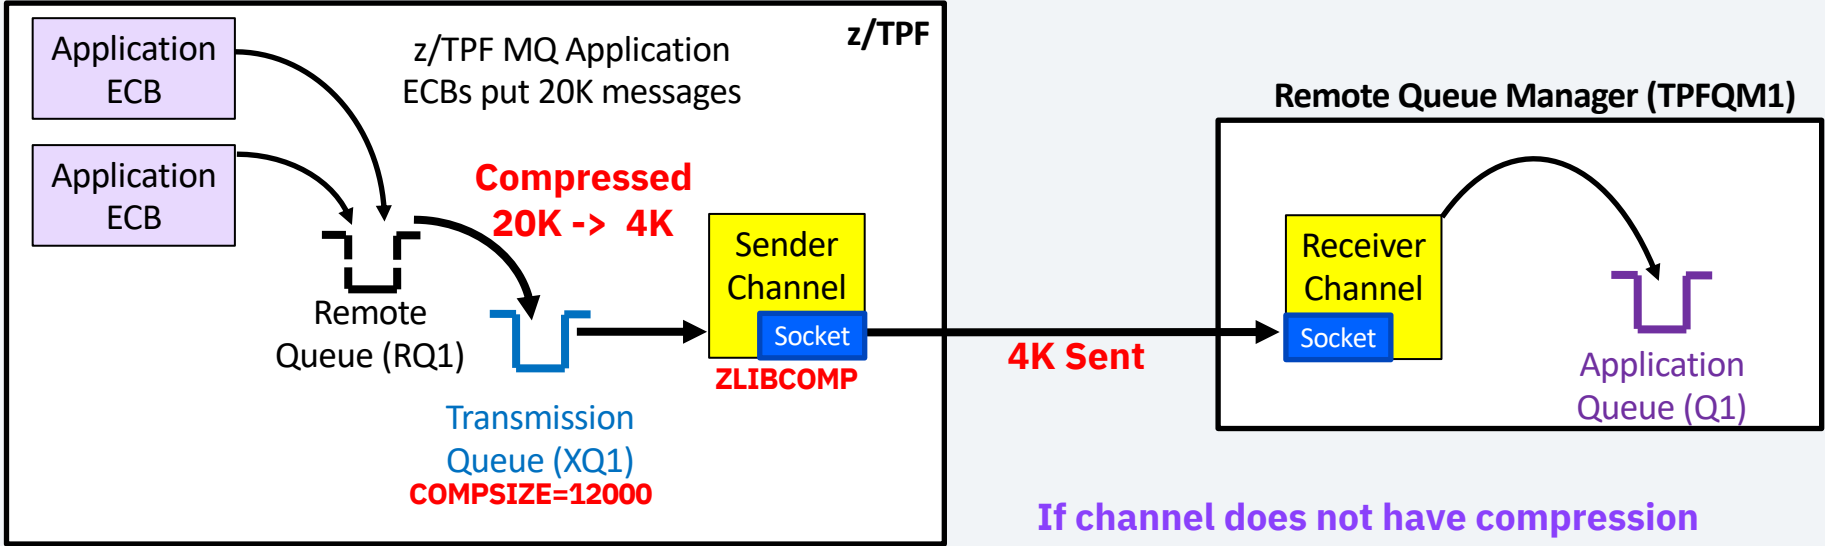 Application
ECB
z/TPF MQ Application
ECBs put 20K messages
z/TPF
Application
ECB
Compressed
20K -> 4K
Remote
Queue (RQ1)
Transmission
Queue (XQ1)
COMPSIZE=12000
Sender
Channel
Socket
ZLIBCOMP
4K Sent
Remote Queue Manager (TPFQM1)
Receiver
Channel
Socket
Application
Queue (Q1)
If channel does not have compression